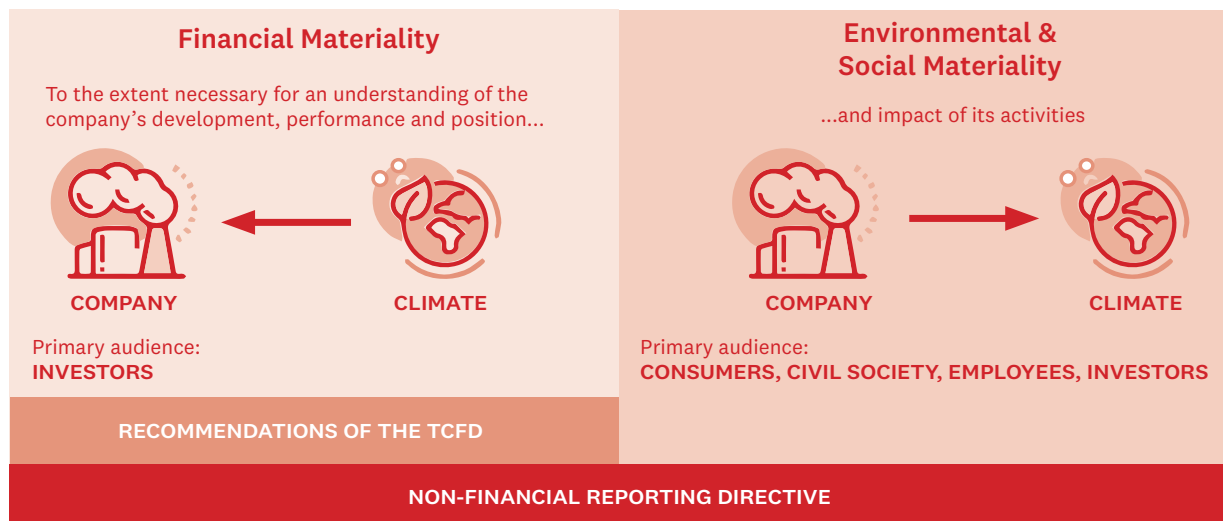 Financial Materiality
To the extent necessary for an understanding of the
company’s development, performance and position...
COMPANY
CLIMATE
Primary audience:
INVESTORS
RECOMMENDATIONS OF THE TCFD
Environmental &
Social Materiality
...and impact of its activities
COMPANY
CLIMATE
Primary audience:
CONSUMERS, CIVIL SOCIETY, EMPLOYEES, INVESTORS
NON-FINANCIAL REPORTING DIRECTIVE